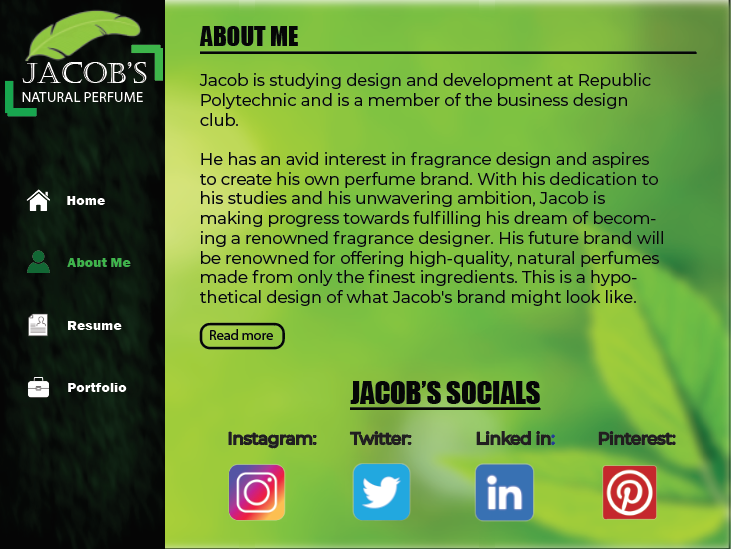 JACOB'S
NATURAL PERFUME
Home
About Me
Resume
Portfolio
ABOUT ME
Jacob is studying design and development at Republic
Polytechnic and is a member of the business design
club.
He has an avid interest in fragrance design and aspires
to create his own perfume brand. With his dedication to
his studies and his unwavering ambition, Jacob is
making progress towards fulfilling his dream of becom-
ing a renowned fragrance designer. His future brand will
be renowned for offering high-quality, natural perfumes
made from only the finest ingredients. This is a hypo-
thetical design of what Jacob's brand might look like.
Read more
JACOB'S SOCIALS
Instagram: Twitter: Linked in: Pinterest:
in